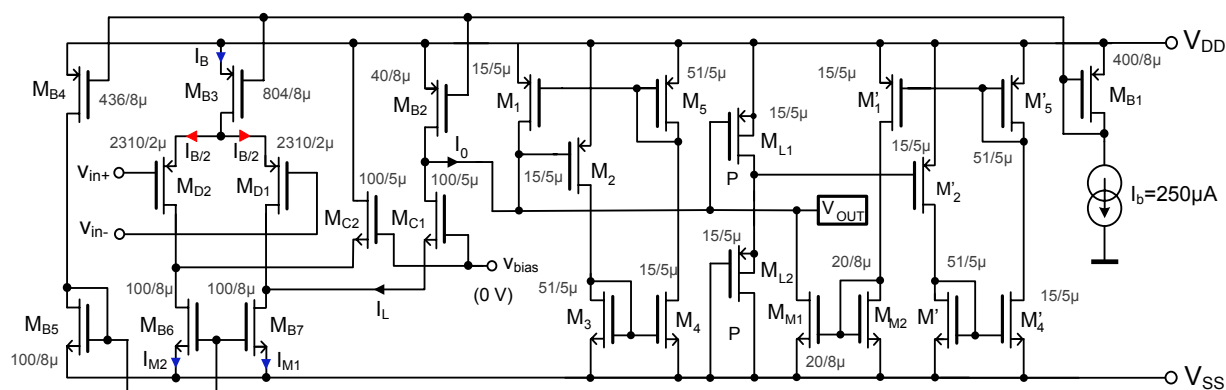 V_DD
I_B
M_B4
436/8µ
M_B3
804/8µ
2310/2µ
I_B/2
I_B/2
2310/2µ
v_in+
M_D2
M_D1
v_in-
100/8µ
100/8µ
M_B5
100/8µ
M_B6
M_B7
I_M2
I_M1
40/8µ
M_B2
I_0
100/5µ
100/5µ
M_C2
M_C1
v_bias
(0 V)
I_L
15/5µ
M_1
51/5µ
M_5
15/5µ
M_2
51/5µ
M_3
15/5µ
M_4
15/5µ
M_L1
P
V_OUT
15/5µ
M_L2
P
15/5µ
M'_1
M'_5
51/5µ
15/5µ
M'_2
20/8µ
M_M1
M_M2
20/8µ
51/5µ
M'
15/5µ
M'_4
400/8µ
M_B1
I_b=250µA
V_SS